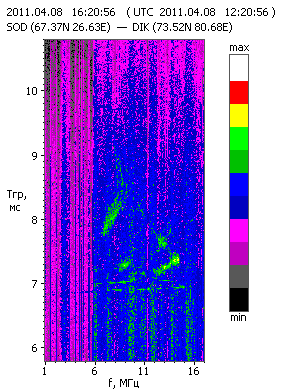 2011.04.08 16:20:56 (UTC 2011.04.08 12:20:56)
SOD (67.37N 26.63E) — DIK (73.52N 80.68E)
max
10
9
Tгр,
мс
8
7
min
6
1 6 11 16
f, МГц